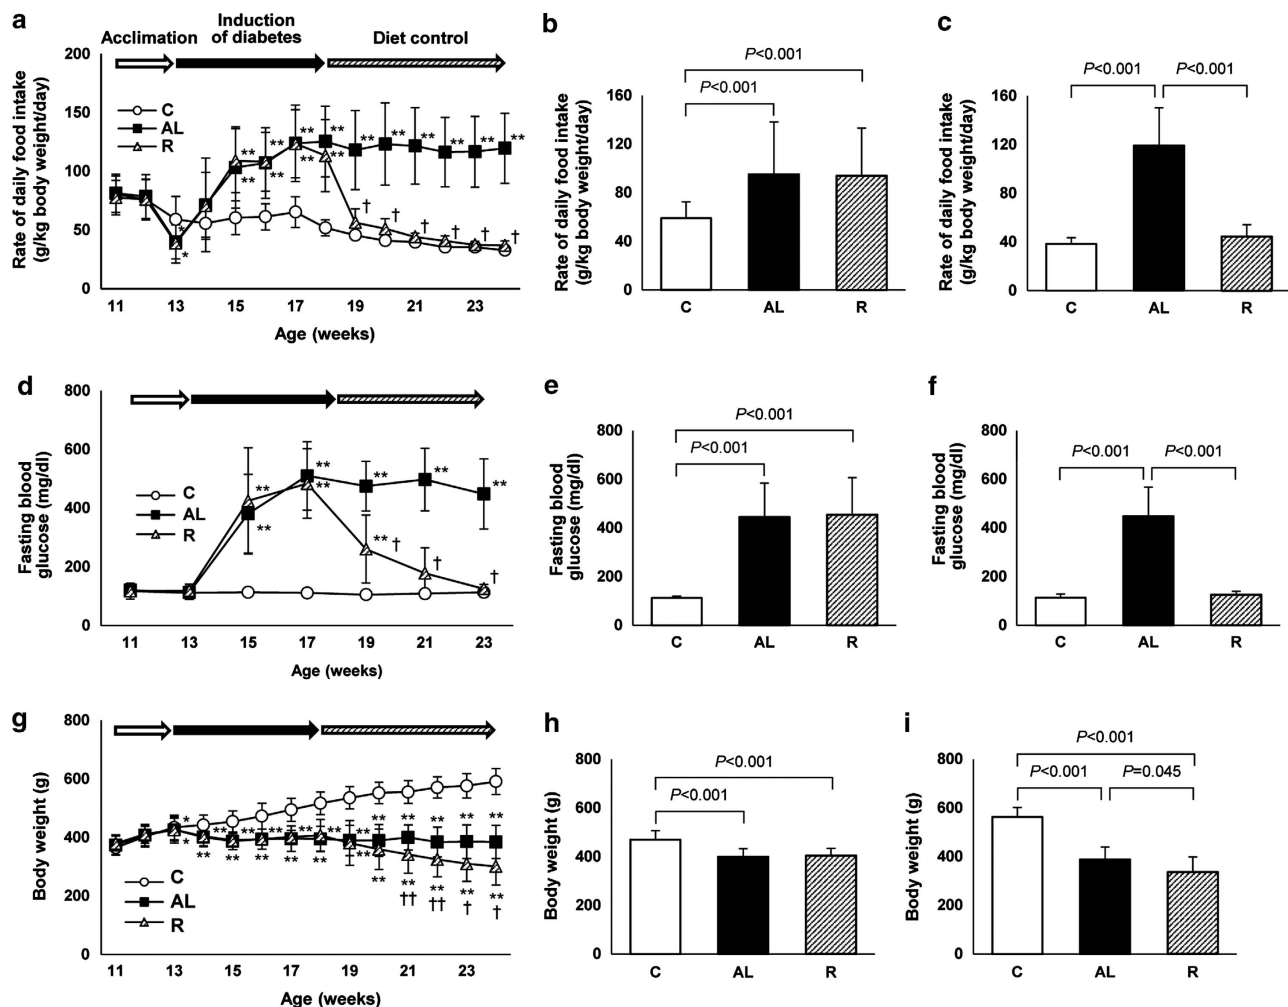 a
Acclimation
Induction
of diabetes
Diet control
Rate of daily food intake
(g/kg body weight/day)
200
150
100
50
0
C
AL
R
** ** ** ** ** ** ** ** ** **
** ** ** **
* *
† † † † † †
11 13 15 17 19 21 23
Age (weeks)
b
P<0.001
P<0.001
Rate of daily food intake
(g/kg body weight/day)
160
120
80
40
0
C AL R
c
P<0.001 P<0.001
Rate of daily food intake
(g/kg body weight/day)
160
120
80
40
0
C AL R
d
Fasting blood
glucose (mg/dl)
800
600
400
200
0
C
AL
R
** ** ** ** **
** ** ** † † †
11 13 15 17 19 21 23
Age (weeks)
e
P<0.001
P<0.001
Fasting blood
glucose (mg/dl)
800
600
400
200
0
C AL R
f
P<0.001 P<0.001
Fasting blood
glucose (mg/dl)
800
600
400
200
0
C AL R
g
Body weight (g)
800
600
400
200
0
* ** ** ** ** ** ** ** ** ** ** **
* ** ** ** ** ** ** ** ** ** ** **
†† †† † †
C
AL
R
11 13 15 17 19 21 23
Age (weeks)
h
P<0.001
P<0.001
Body weight (g)
800
600
400
200
0
C AL R
i
P<0.001
P<0.001 P=0.045
Body weight (g)
800
600
400
200
0
C AL R